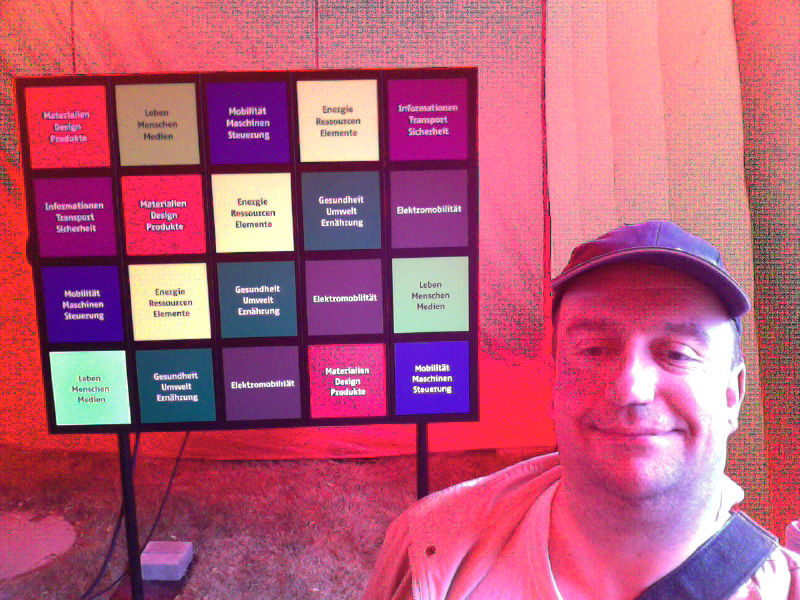 Materialen
Design
Produkte
Leben
Menschen
Medien
Mobilität
Maschinen
Steuerung
Energie
Ressourcen
Elemente
Informationen
Transport
Sicherheit
Informationen
Transport
Sicherheit
Materialien
Design
Produkte
Energie
Ressourcen
Elemente
Gesundheit
Umwelt
Ernährung
Elektromobilität
Mobilität
Maschinen
Steuerung
Energie
Ressourcen
Elemente
Gesundheit
Umwelt
Ernährung
Elektromobilität
Leben
Menschen
Medien
Leben
Menschen
Medien
Gesundheit
Umwelt
Ernährung
Elektromobilität
Materialien
Design
Produkte
Mobilität
Maschinen
Steuerung